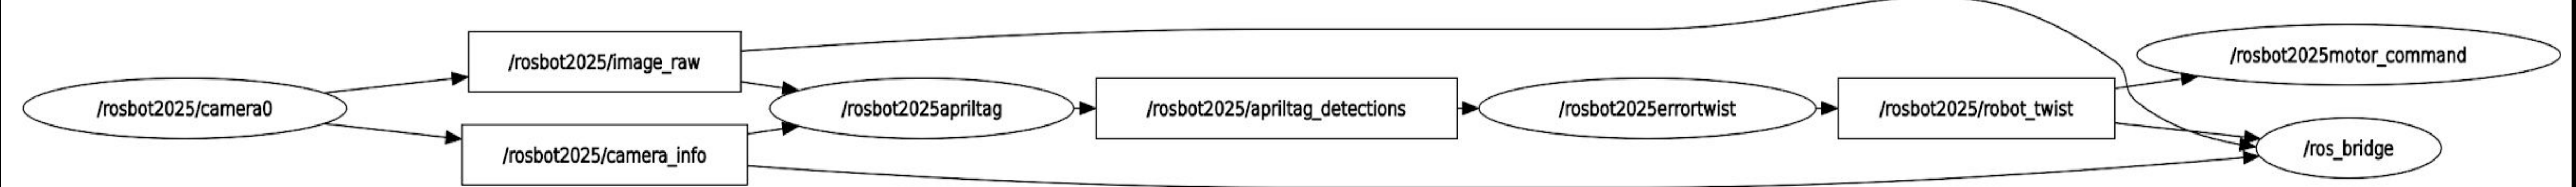 /rosbot2025/camera0
/rosbot2025/image_raw
/rosbot2025/camera_info
/rosbot2025apriltag
/rosbot2025/apriltag_detections
/rosbot2025errortwist
/rosbot2025/robot_twist
/rosbot2025motor_command
/ros_bridge